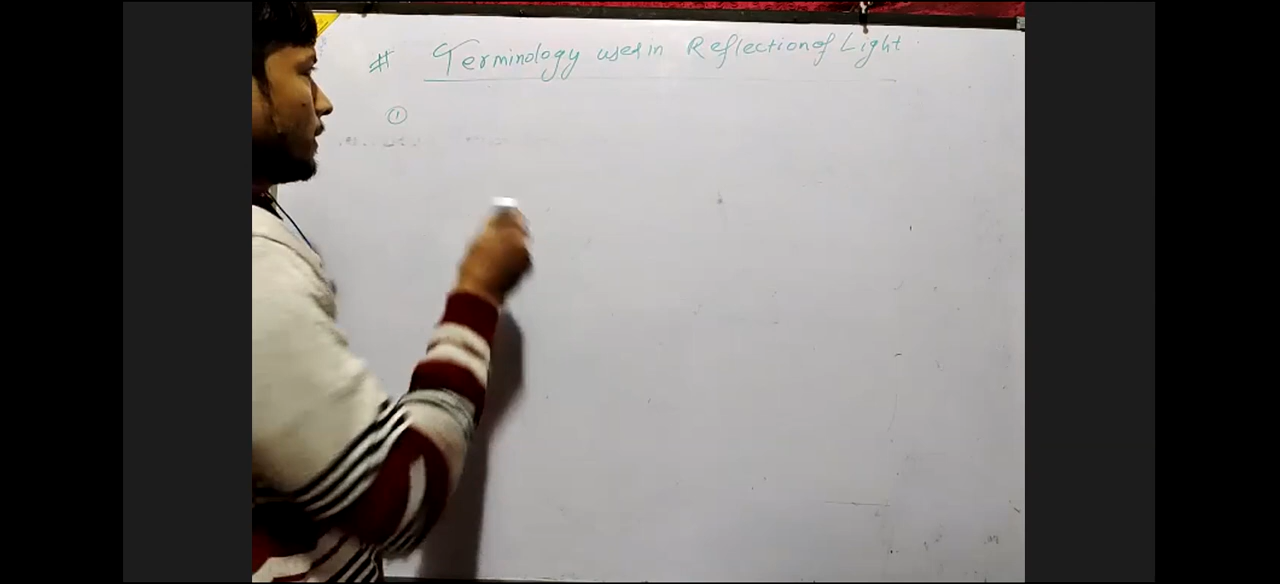 # Terminology used in Reflection of Light
①